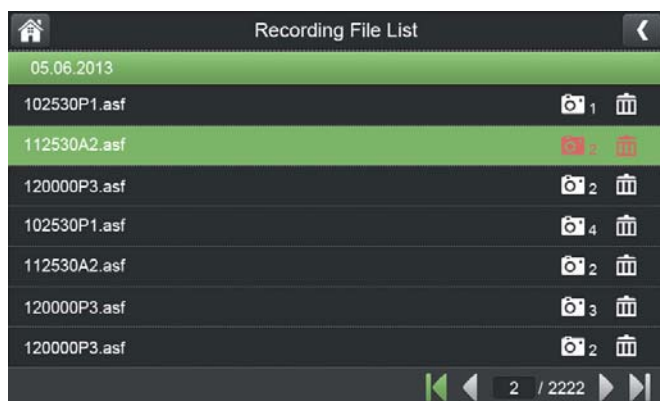 Recording File List
05.06.2013
102530P1.asf 1
112530A2.asf 2
120000P3.asf 2
102530P1.asf 4
112530A2.asf 2
120000P3.asf 3
120000P3.asf 2
2 / 2222